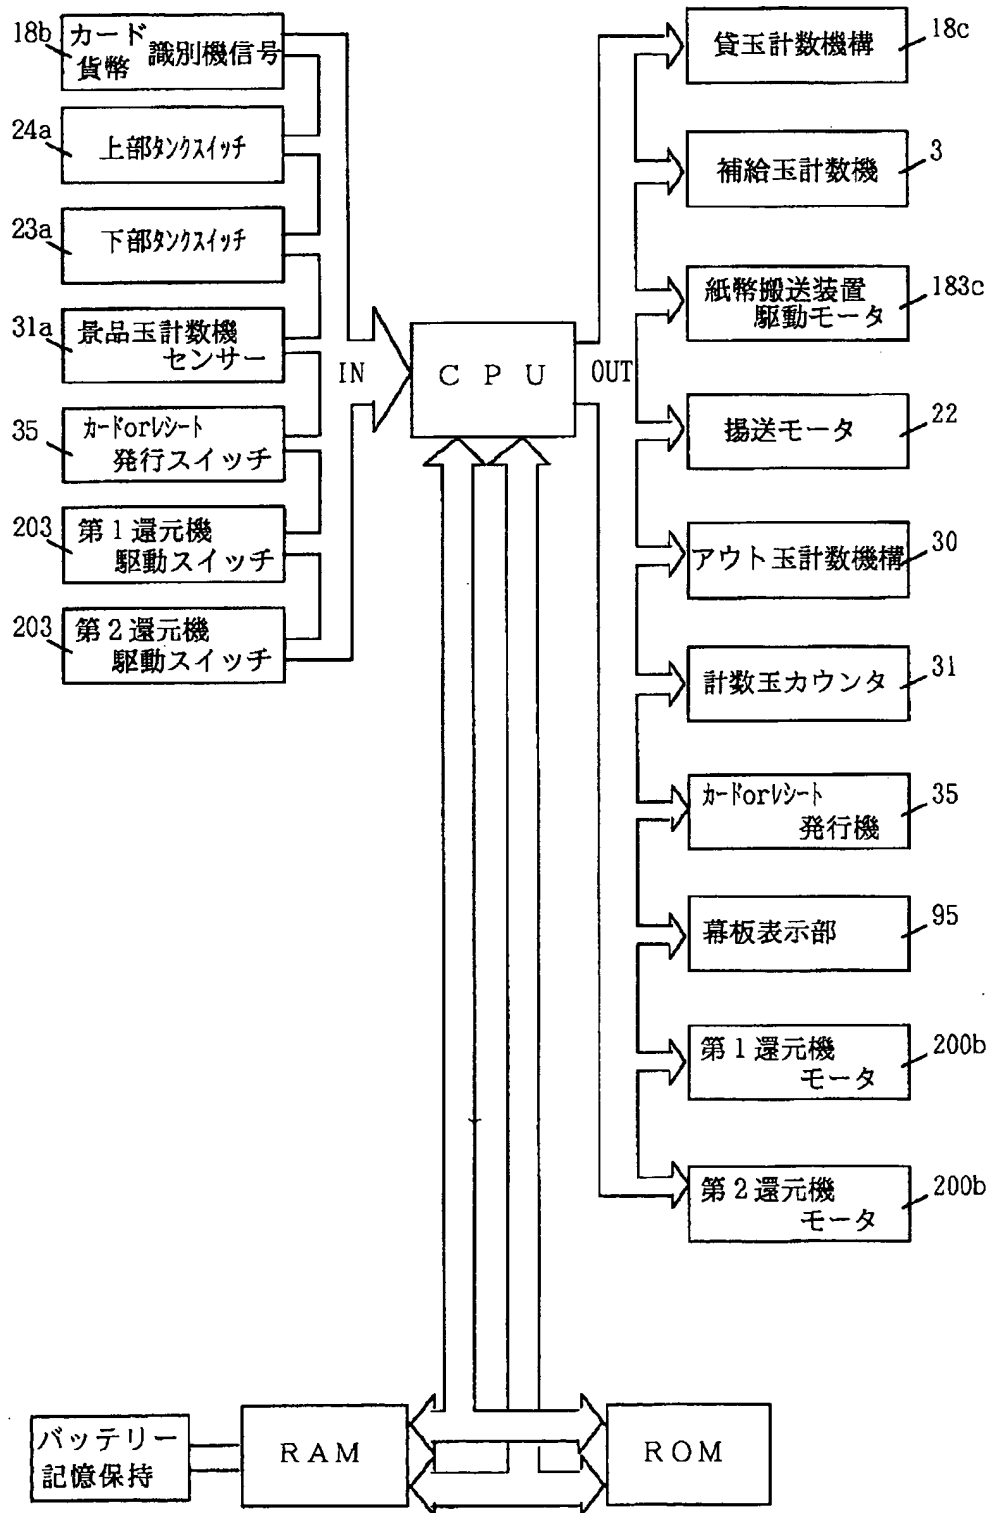 18b
カード
貨幣
識別機信号
24a
上部タンクスイッチ
23a
下部タンクスイッチ
31a
景品玉計数機
センサー
35
カードorレシート
発行スイッチ
203
第1還元機
駆動スイッチ
203
第2還元機
駆動スイッチ
IN
CPU
OUT
貸玉計数機構
18c
補給玉計数機
3
紙幣搬送装置
駆動モータ
183c
揚送モータ
22
アウト玉計数機構
30
計数玉カウンタ
31
カードorレシート
発行機
35
幕板表示部
95
第1還元機
モータ
200b
第2還元機
モータ
200b
バッテリー
記憶保持
RAM
ROM